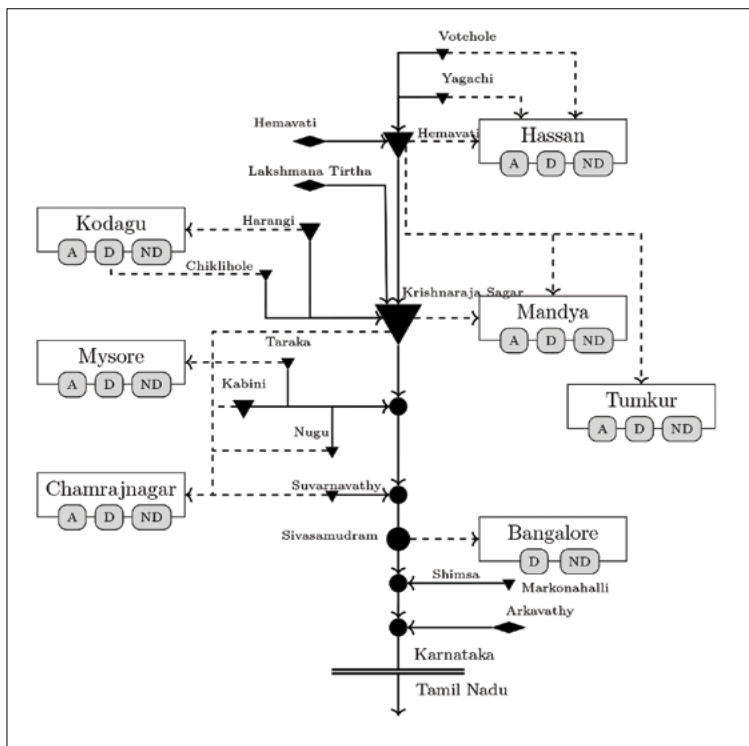 Votehole
Yagachi
Hemavati
Hemavati
Hassan
A D ND
Lakshmana Tirtha
Kodagu
A D ND
Harangi
Chiklihole
Krishnaraja Sagar
Mandya
A D ND
Mysore
A D ND
Taraka
Kabini
Tumkur
A D ND
Nugu
Chamrajnagar
A D ND
Suvarnavathy
Sivasamudram
Bangalore
D ND
Shimsa
Markonahalli
Arkavathy
Karnataka
Tamil Nadu